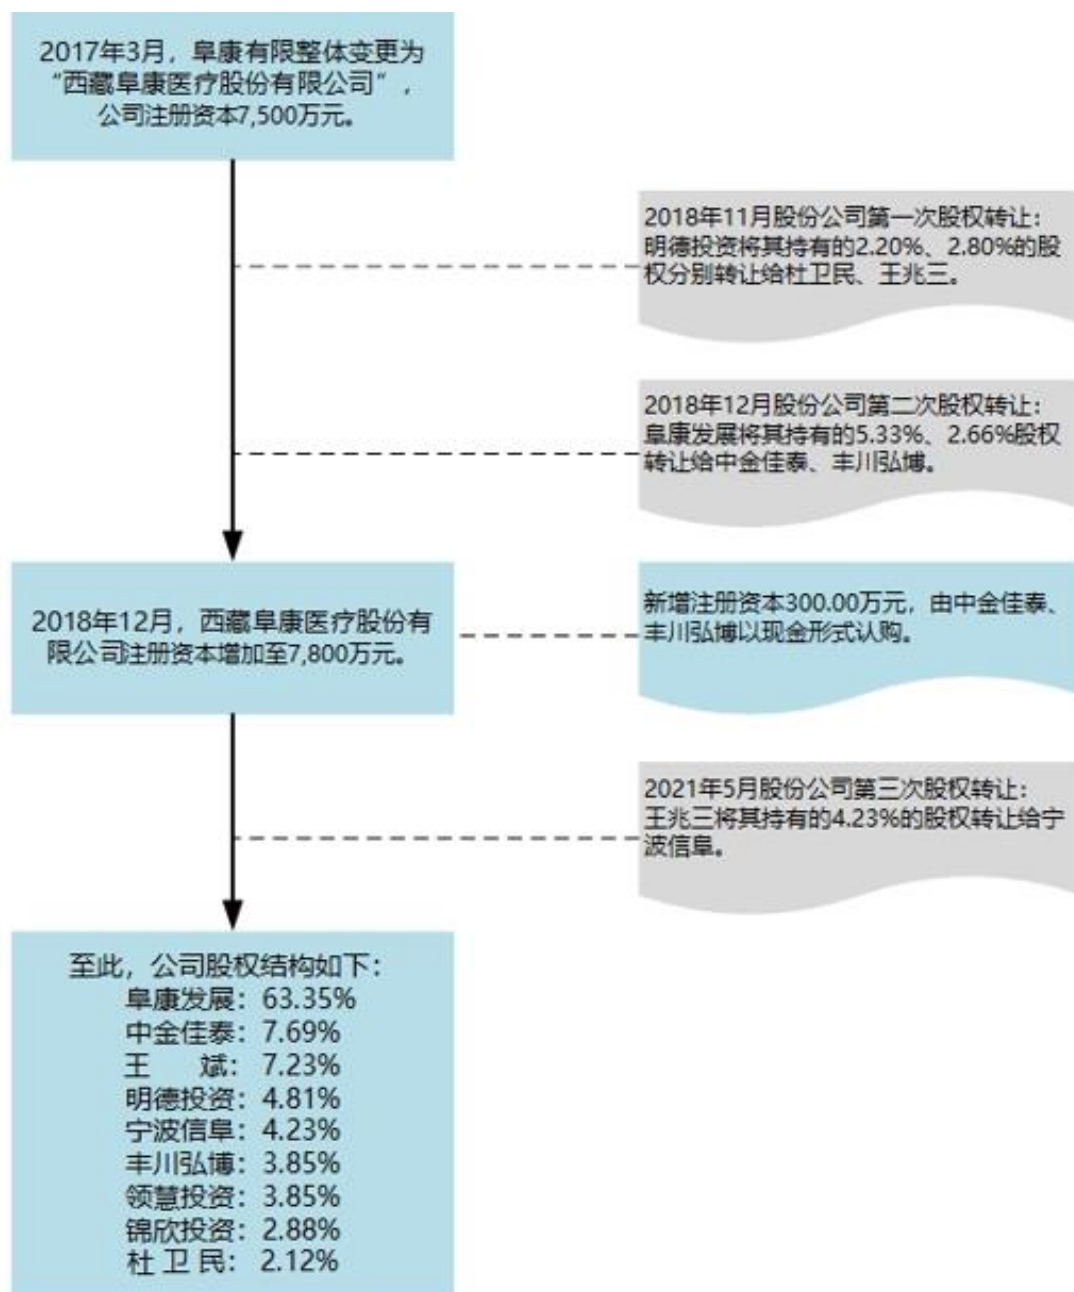 2017年3月，阜康有限整体变更为
“西藏阜康医疗股份有限公司”，
公司注册资本7,500万元。
2018年11月股份公司第一次股权转让：
明德投资将其持有的2.20%、2.80%的股
权分别转让给杜卫民、王兆三。
2018年12月股份公司第二次股权转让：
阜康发展将其持有的5.33%、2.66%股权
转让给中金佳泰、丰川弘博。
2018年12月，西藏阜康医疗股份有
限公司注册资本增加至7,800万元。
新增注册资本300.00万元，由中金佳泰、
丰川弘博以现金形式认购。
2021年5月股份公司第三次股权转让：
王兆三将其持有的4.23%的股权转让给宁
波信阜。
至此，公司股权结构如下：
阜康发展：63.35%
中金佳泰：7.69%
王 斌：7.23%
明德投资：4.81%
宁波信阜：4.23%
丰川弘博：3.85%
领慧投资：3.85%
锦欣投资：2.88%
杜 卫 民：2.12%